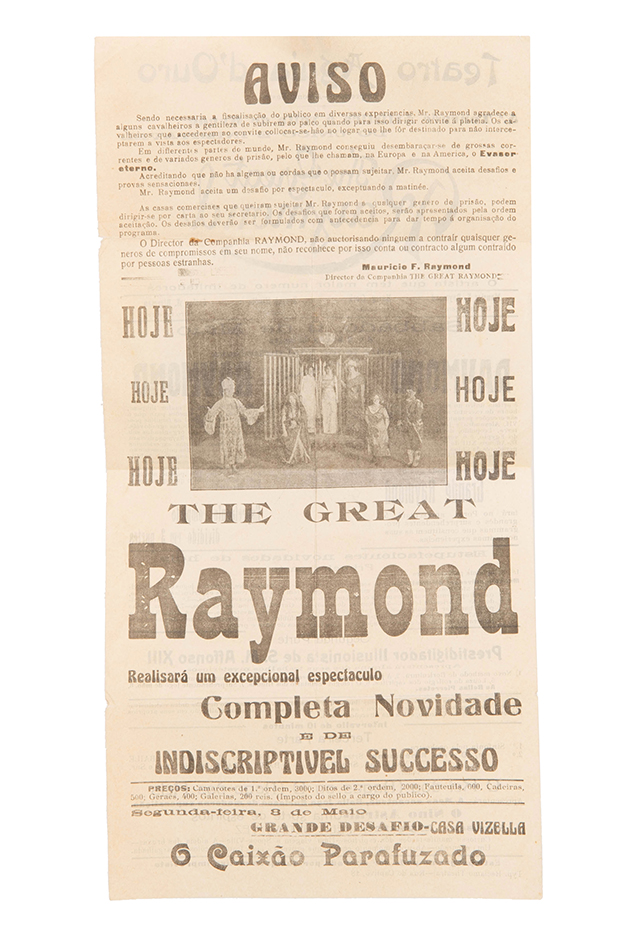 AVISO
Sendo necessaria a fiscalisação do publico em diversas experiencias, Mr. Raymond agradece a
alguns cavalheiros a gentileza de subirem ao palco quando para isso dirigir convite á plateia. Os ca-
valheiros que accederem ao convite collocar-se-hão no logar que lhe fôr destinado para não interce-
ptarem a vista aos espectadores.
Em differentes partes do mundo, Mr. Raymond conseguiu desembaraçar-se de grossas cor-
rentes e de variados generos de prisão, pelo que lhe chamam, na Europa e na America, o Evasor
eterno.
Acreditando que não ha algema ou cordas que o possam sujeitar, Mr. Raymond aceita desafios e
provas sensacionaes.
Mr. Raymond aceita um desafio por espectaculo, exceptuando a matinée.
As casas comerciaes que queiram sujeitar Mr. Raymond a qualquer genero de prisão, podem
dirigir-se por carta ao seu secretario. Os desafios que forem aceitos, serão apresentados pela ordem
aceitação. Os desafios deverão ser formulados com antecedencia para dar tempo á organisação do
programa.
O Director da Companhia RAYMOND, não auctorisando ninguem a contrair quaisquer ge-
neros de compromissos em seu nome, não reconhece por isso conta ou contracto algum contraido
por pessoas estranhas.
Mauricio F. Raymond
Director da Companhia THE GREAT RAYMOND
HOJE HOJE
HOJE HOJE
HOJE HOJE
THE GREAT
Raymond
Realisará um excepcional espectaculo
Completa Novidade
E DE
INDISCRIPTIVEL SUCCESSO
PREÇOS: Camarotes de 1.ª ordem, Ditos de 2.ª ordem, 2000; Fauteuils, 600, Cadeiras,
500; Geraes, 400; Galerias, 200 reis. (Imposto do sello a cargo do publico).
Segunda-feira, 8 de Maio
GRANDE DESAFIO-CASA VIZELLA
O Caixão Parafuzado